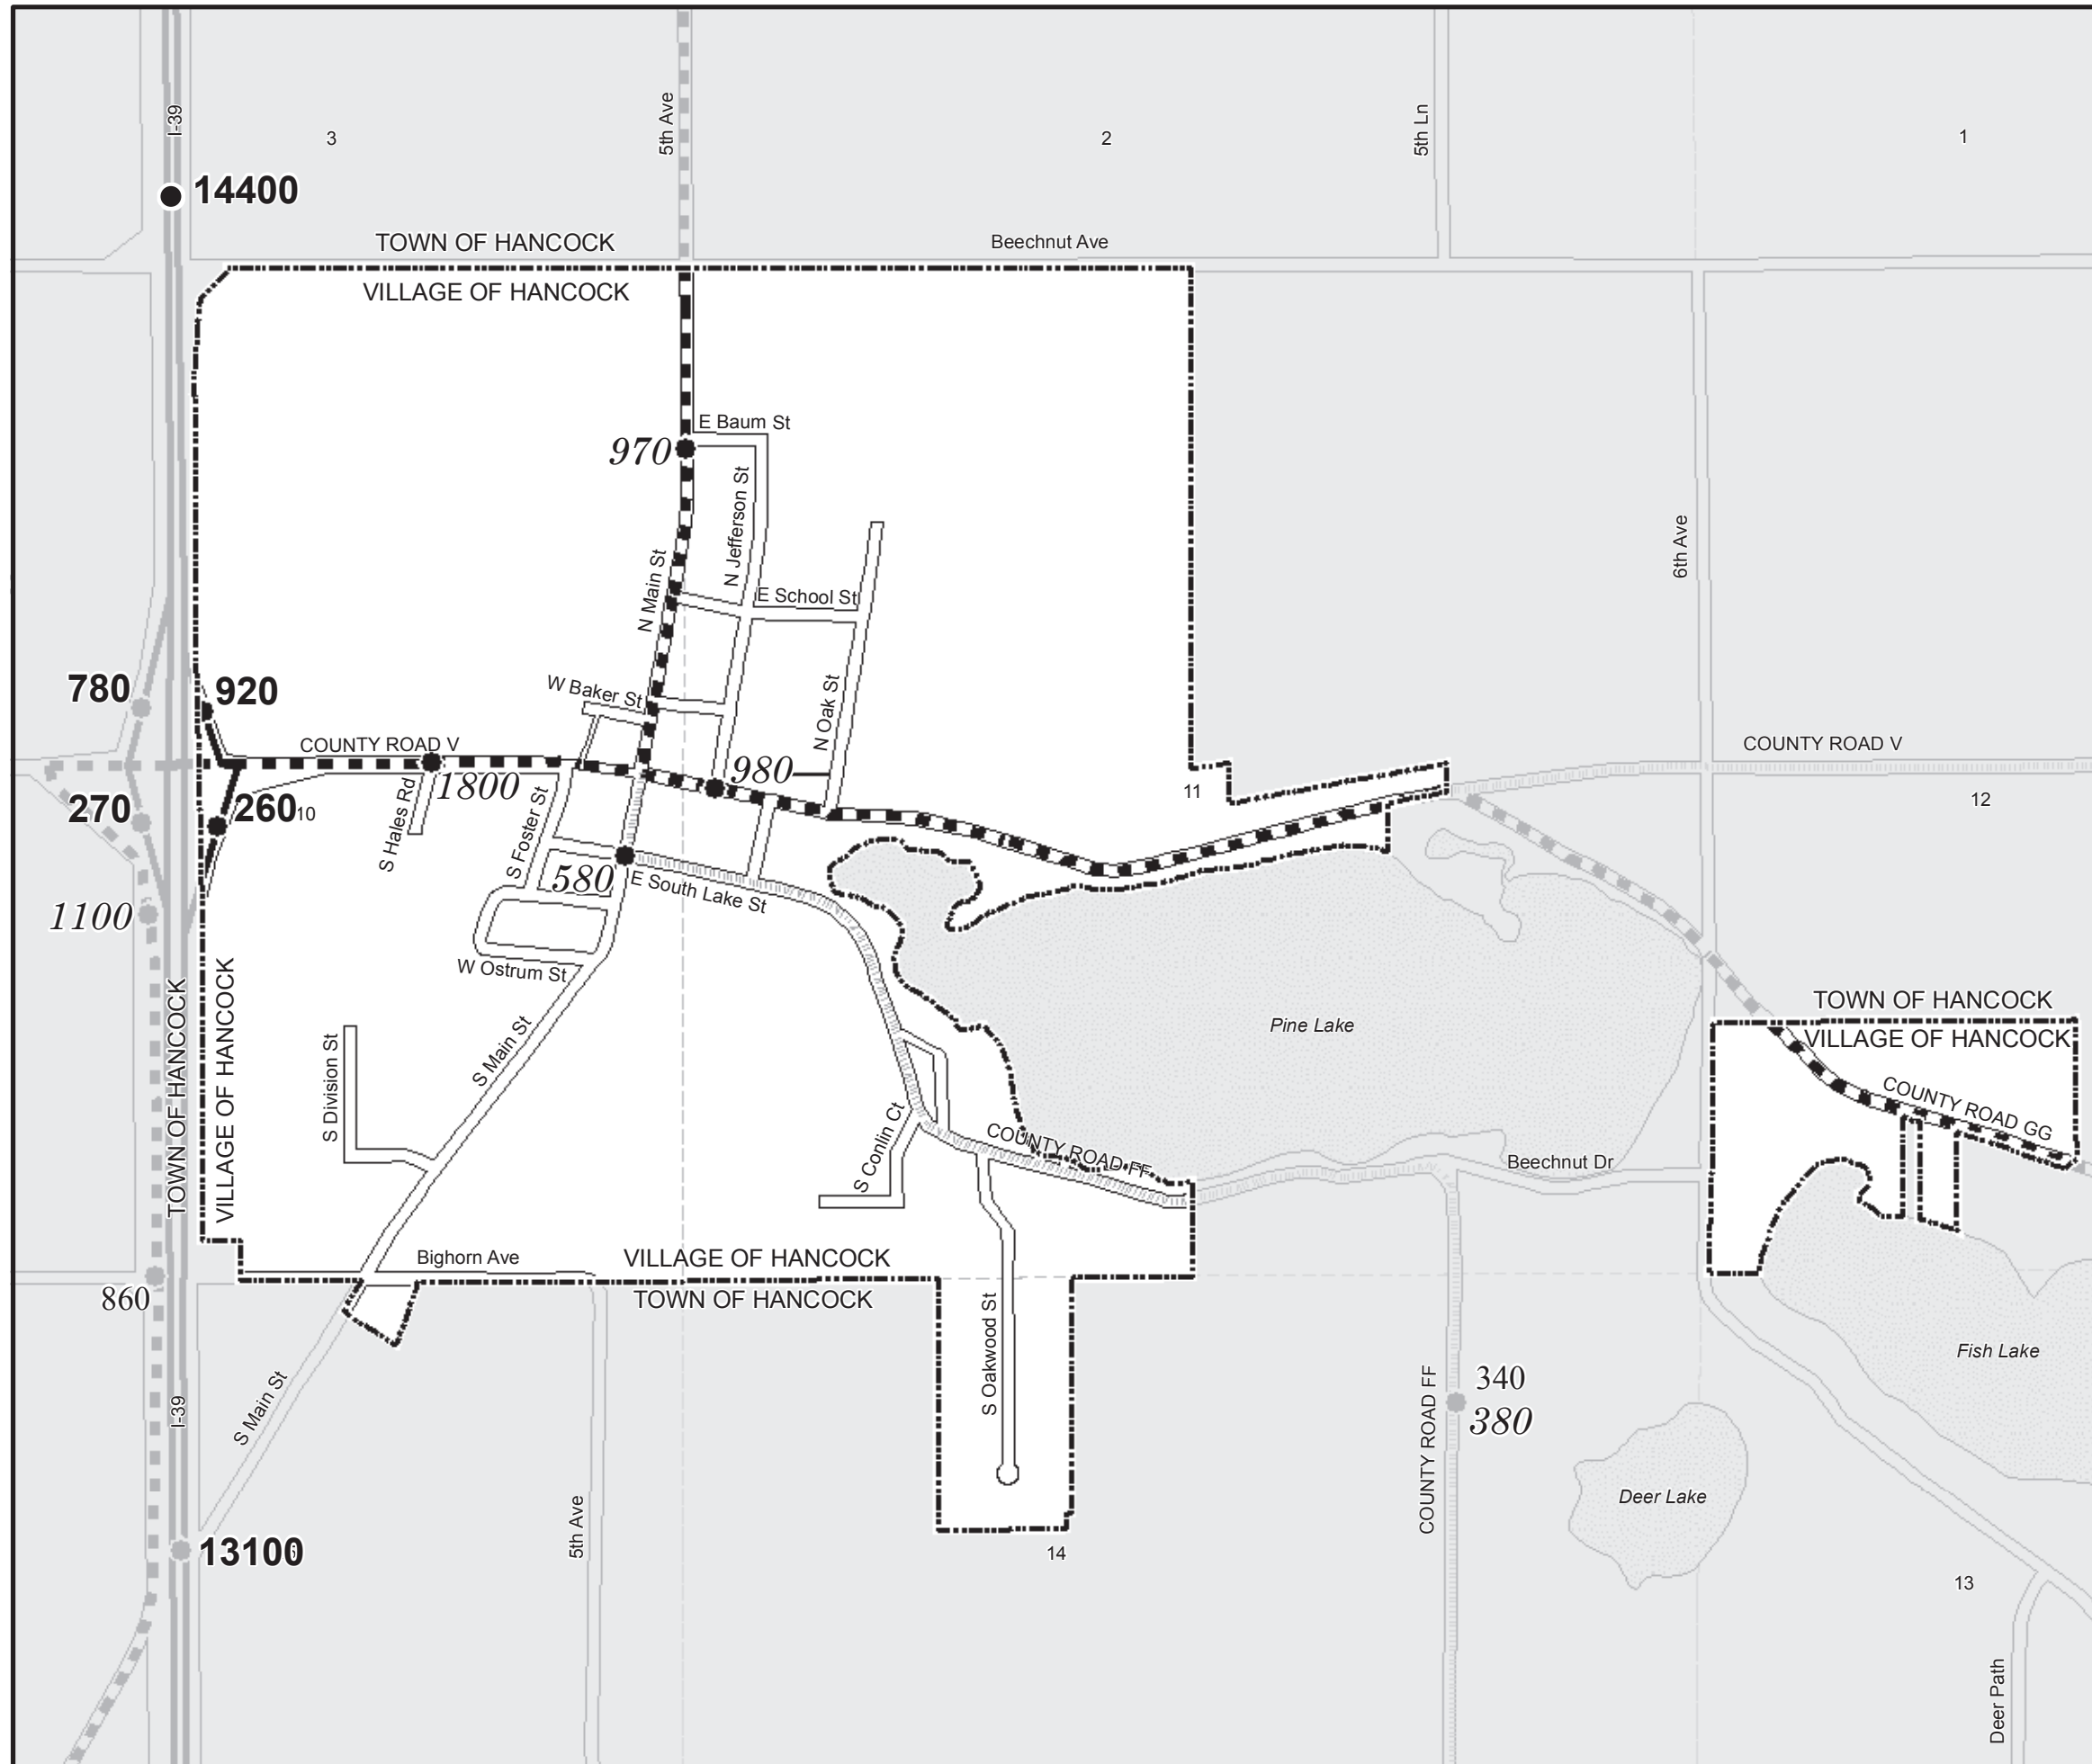 I-39
5th Ave
5th Ln
3
2
1
14400
TOWN OF HANCOCK
Beechnut Ave
VILLAGE OF HANCOCK
E Baum St
970
N Jefferson St
N Main St
E School St
6th Ave
W Baker St
N Oak St
780
920
COUNTY ROAD V
COUNTY ROAD V
980
1800
270
260
10
11
12
S Hales Rd
S Foster St
580
E South Lake St
1100
W Ostrum St
TOWN OF HANCOCK
VILLAGE OF HANCOCK
TOWN OF HANCOCK
VILLAGE OF HANCOCK
Pine Lake
S Main St
S Division St
COUNTY ROAD GG
S Conlin Ct
COUNTY ROAD FF
Beechnut Dr
Bighorn Ave
VILLAGE OF HANCOCK
TOWN OF HANCOCK
860
S Oakwood St
Fish Lake
340
380
COUNTY ROAD FF
I-39
S Main St
Deer Lake
5th Ave
13100
14
13
Deer Path